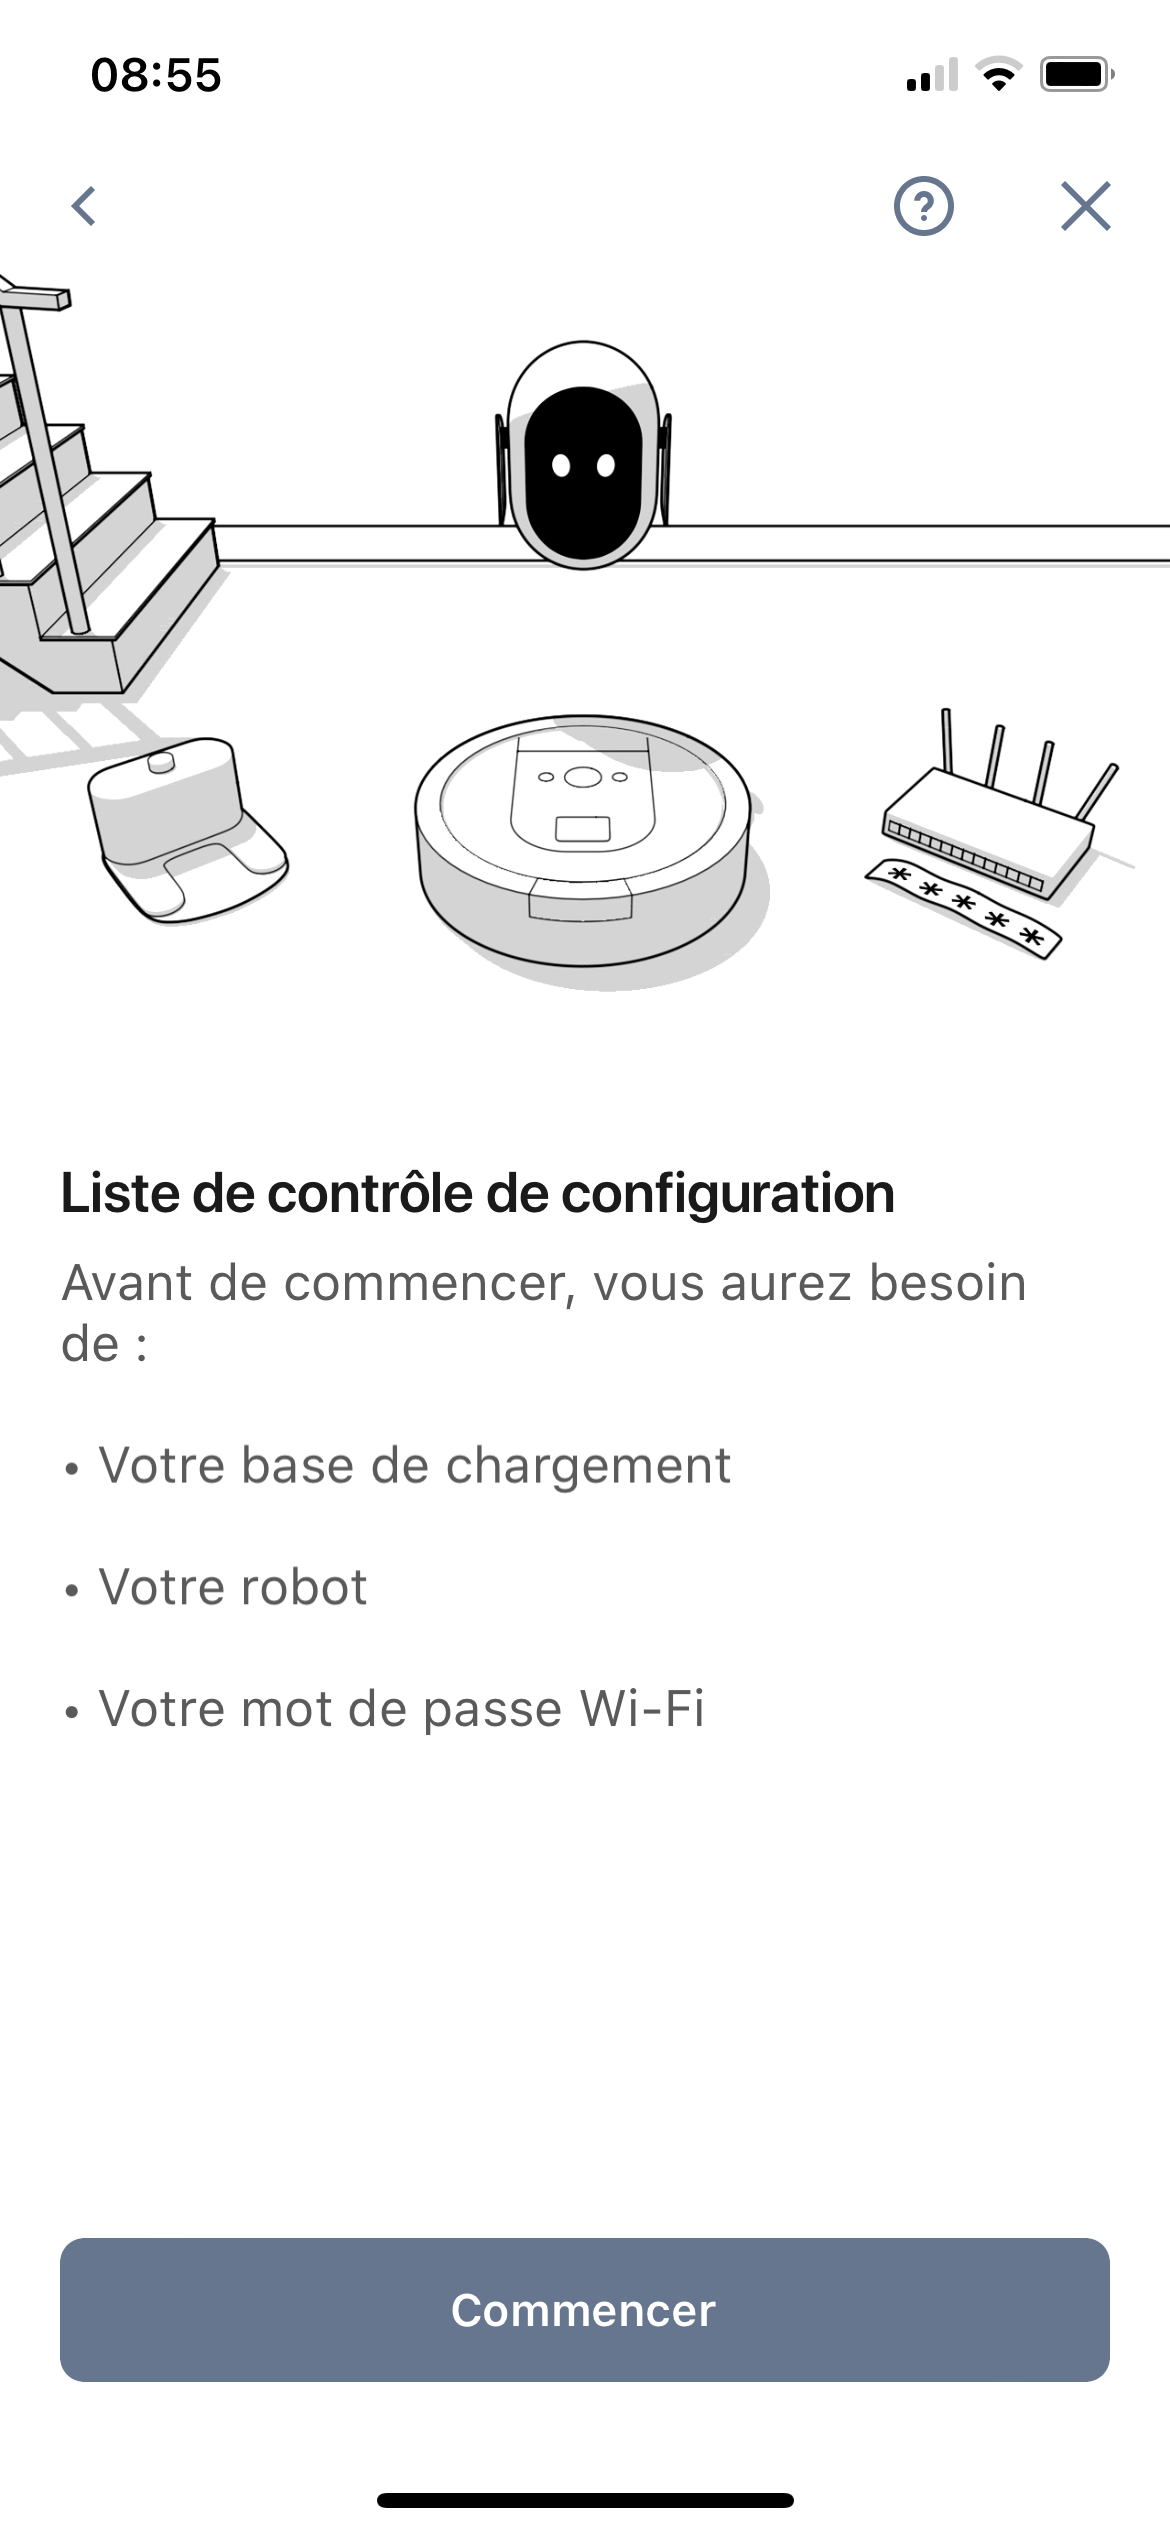 08:55
Liste de contrôle de configuration
Avant de commencer, vous aurez besoin
de :
• Votre base de chargement
• Votre robot
• Votre mot de passe Wi-Fi
Commencer